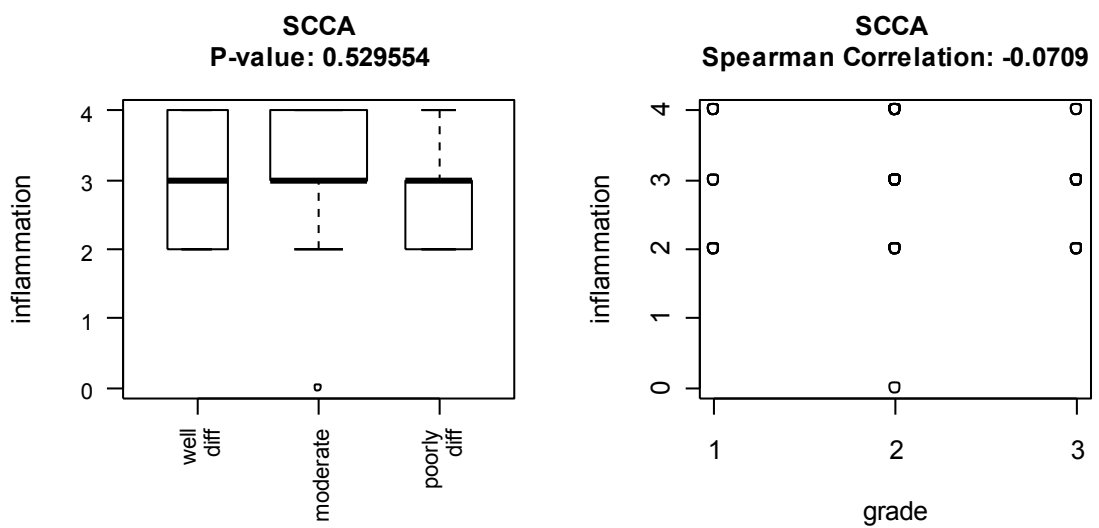 SCCA
P-value: 0.529554
inflammation
4
3
2
1
0
well
diff
moderate
poorly
diff
SCCA
Spearman Correlation: -0.0709
inflammation
4
3
2
1
0
1
2
3
grade